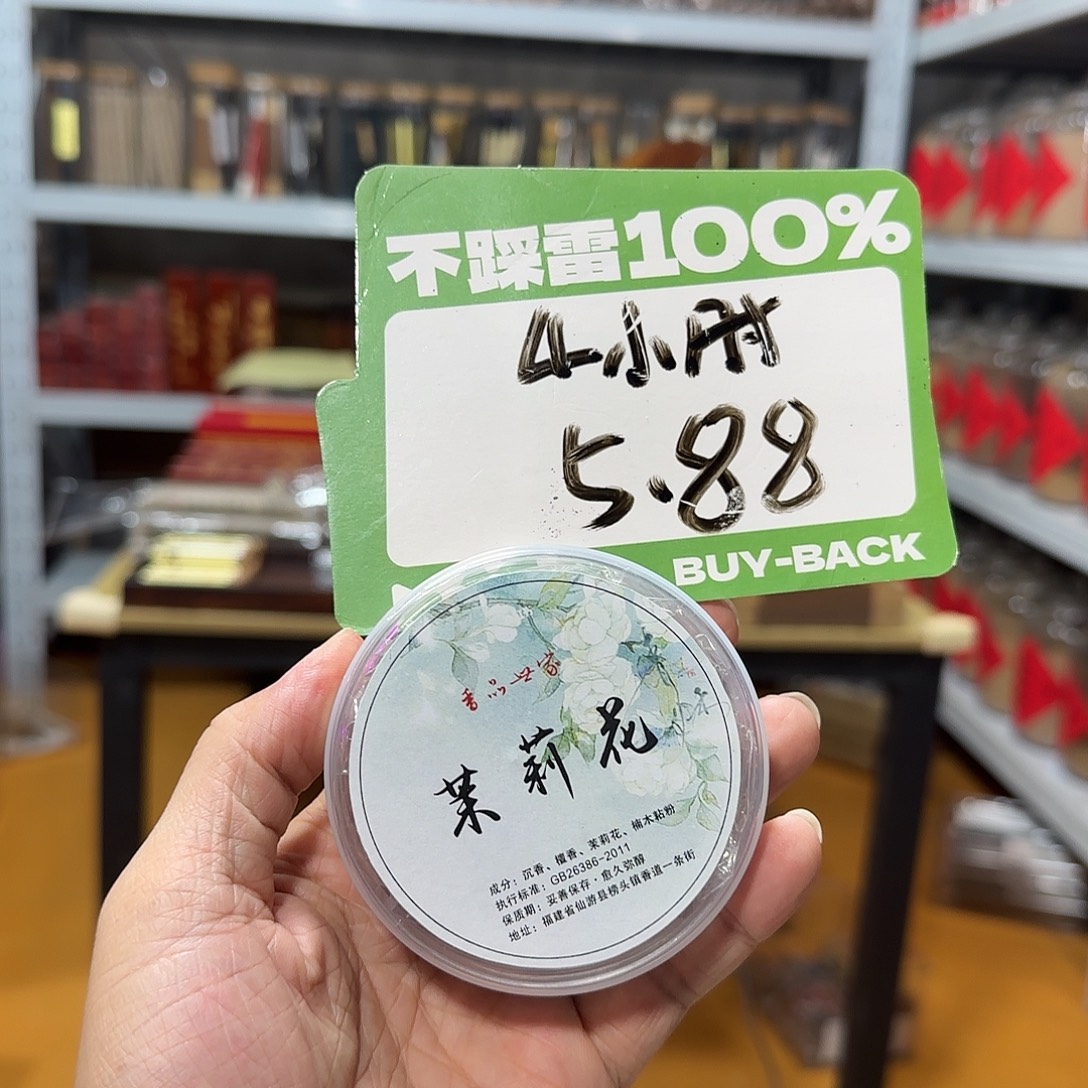 不踩雷100%
4小时
5.88
BUY-BACK
香品世家
茉莉花
成分：沉香、檀香、茉莉花、楠木粘粉
执行标准：GB26386-2011
保质期：妥善保存·愈久弥醇
地址：福建省仙游县榜头镇香道一条街